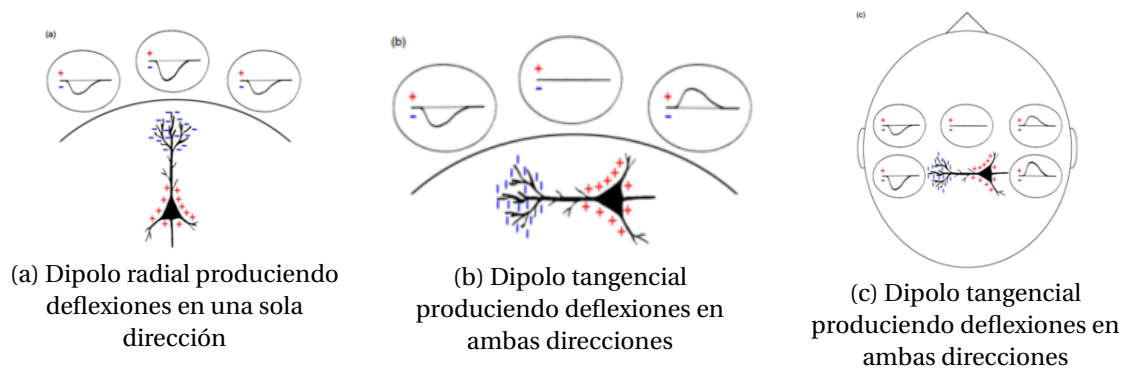 (a)
(b)
(c)
(a) Dipolo radial produciendo
deflexiones en una sola
dirección
(b) Dipolo tangencial
produciendo deflexiones en
ambas direcciones
(c) Dipolo tangencial
produciendo deflexiones en
ambas direcciones